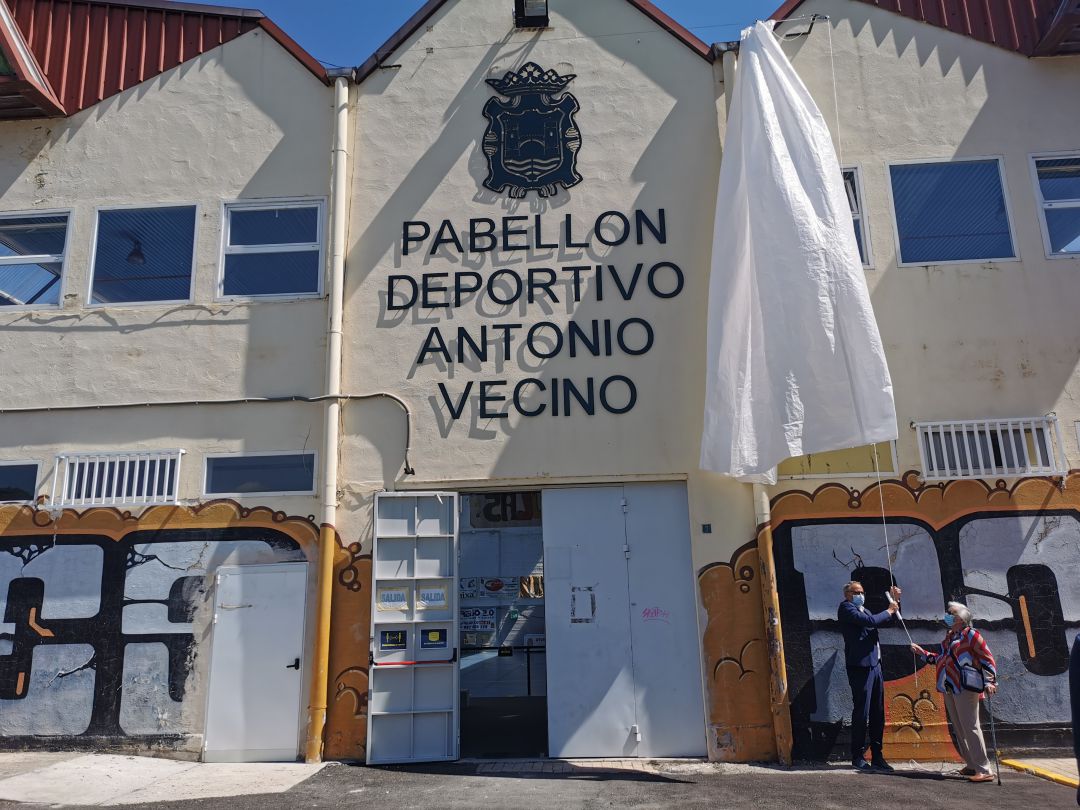 PABELLON
DEPORTIVO
ANTONIO
VECINO
SALIDA
SALIDA